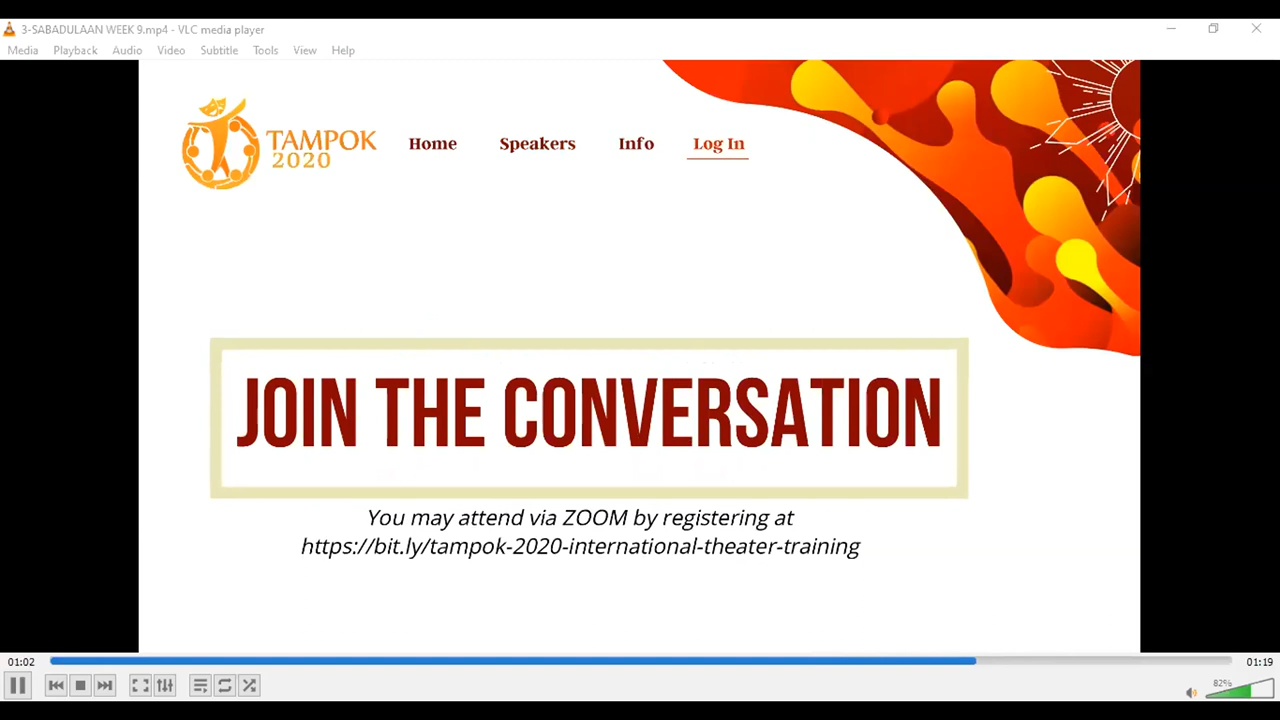 3-SABADULAAN WEEK 9.mp4 - VLC media player
Media Playback Audio Video Subtitle Tools View Help
TAMPOK
2020
Home Speakers Info Log In
JOIN THE CONVERSATION
You may attend via ZOOM by registering at
https://bit.ly/tampok-2020-international-theater-training
01:02 01:19
82%